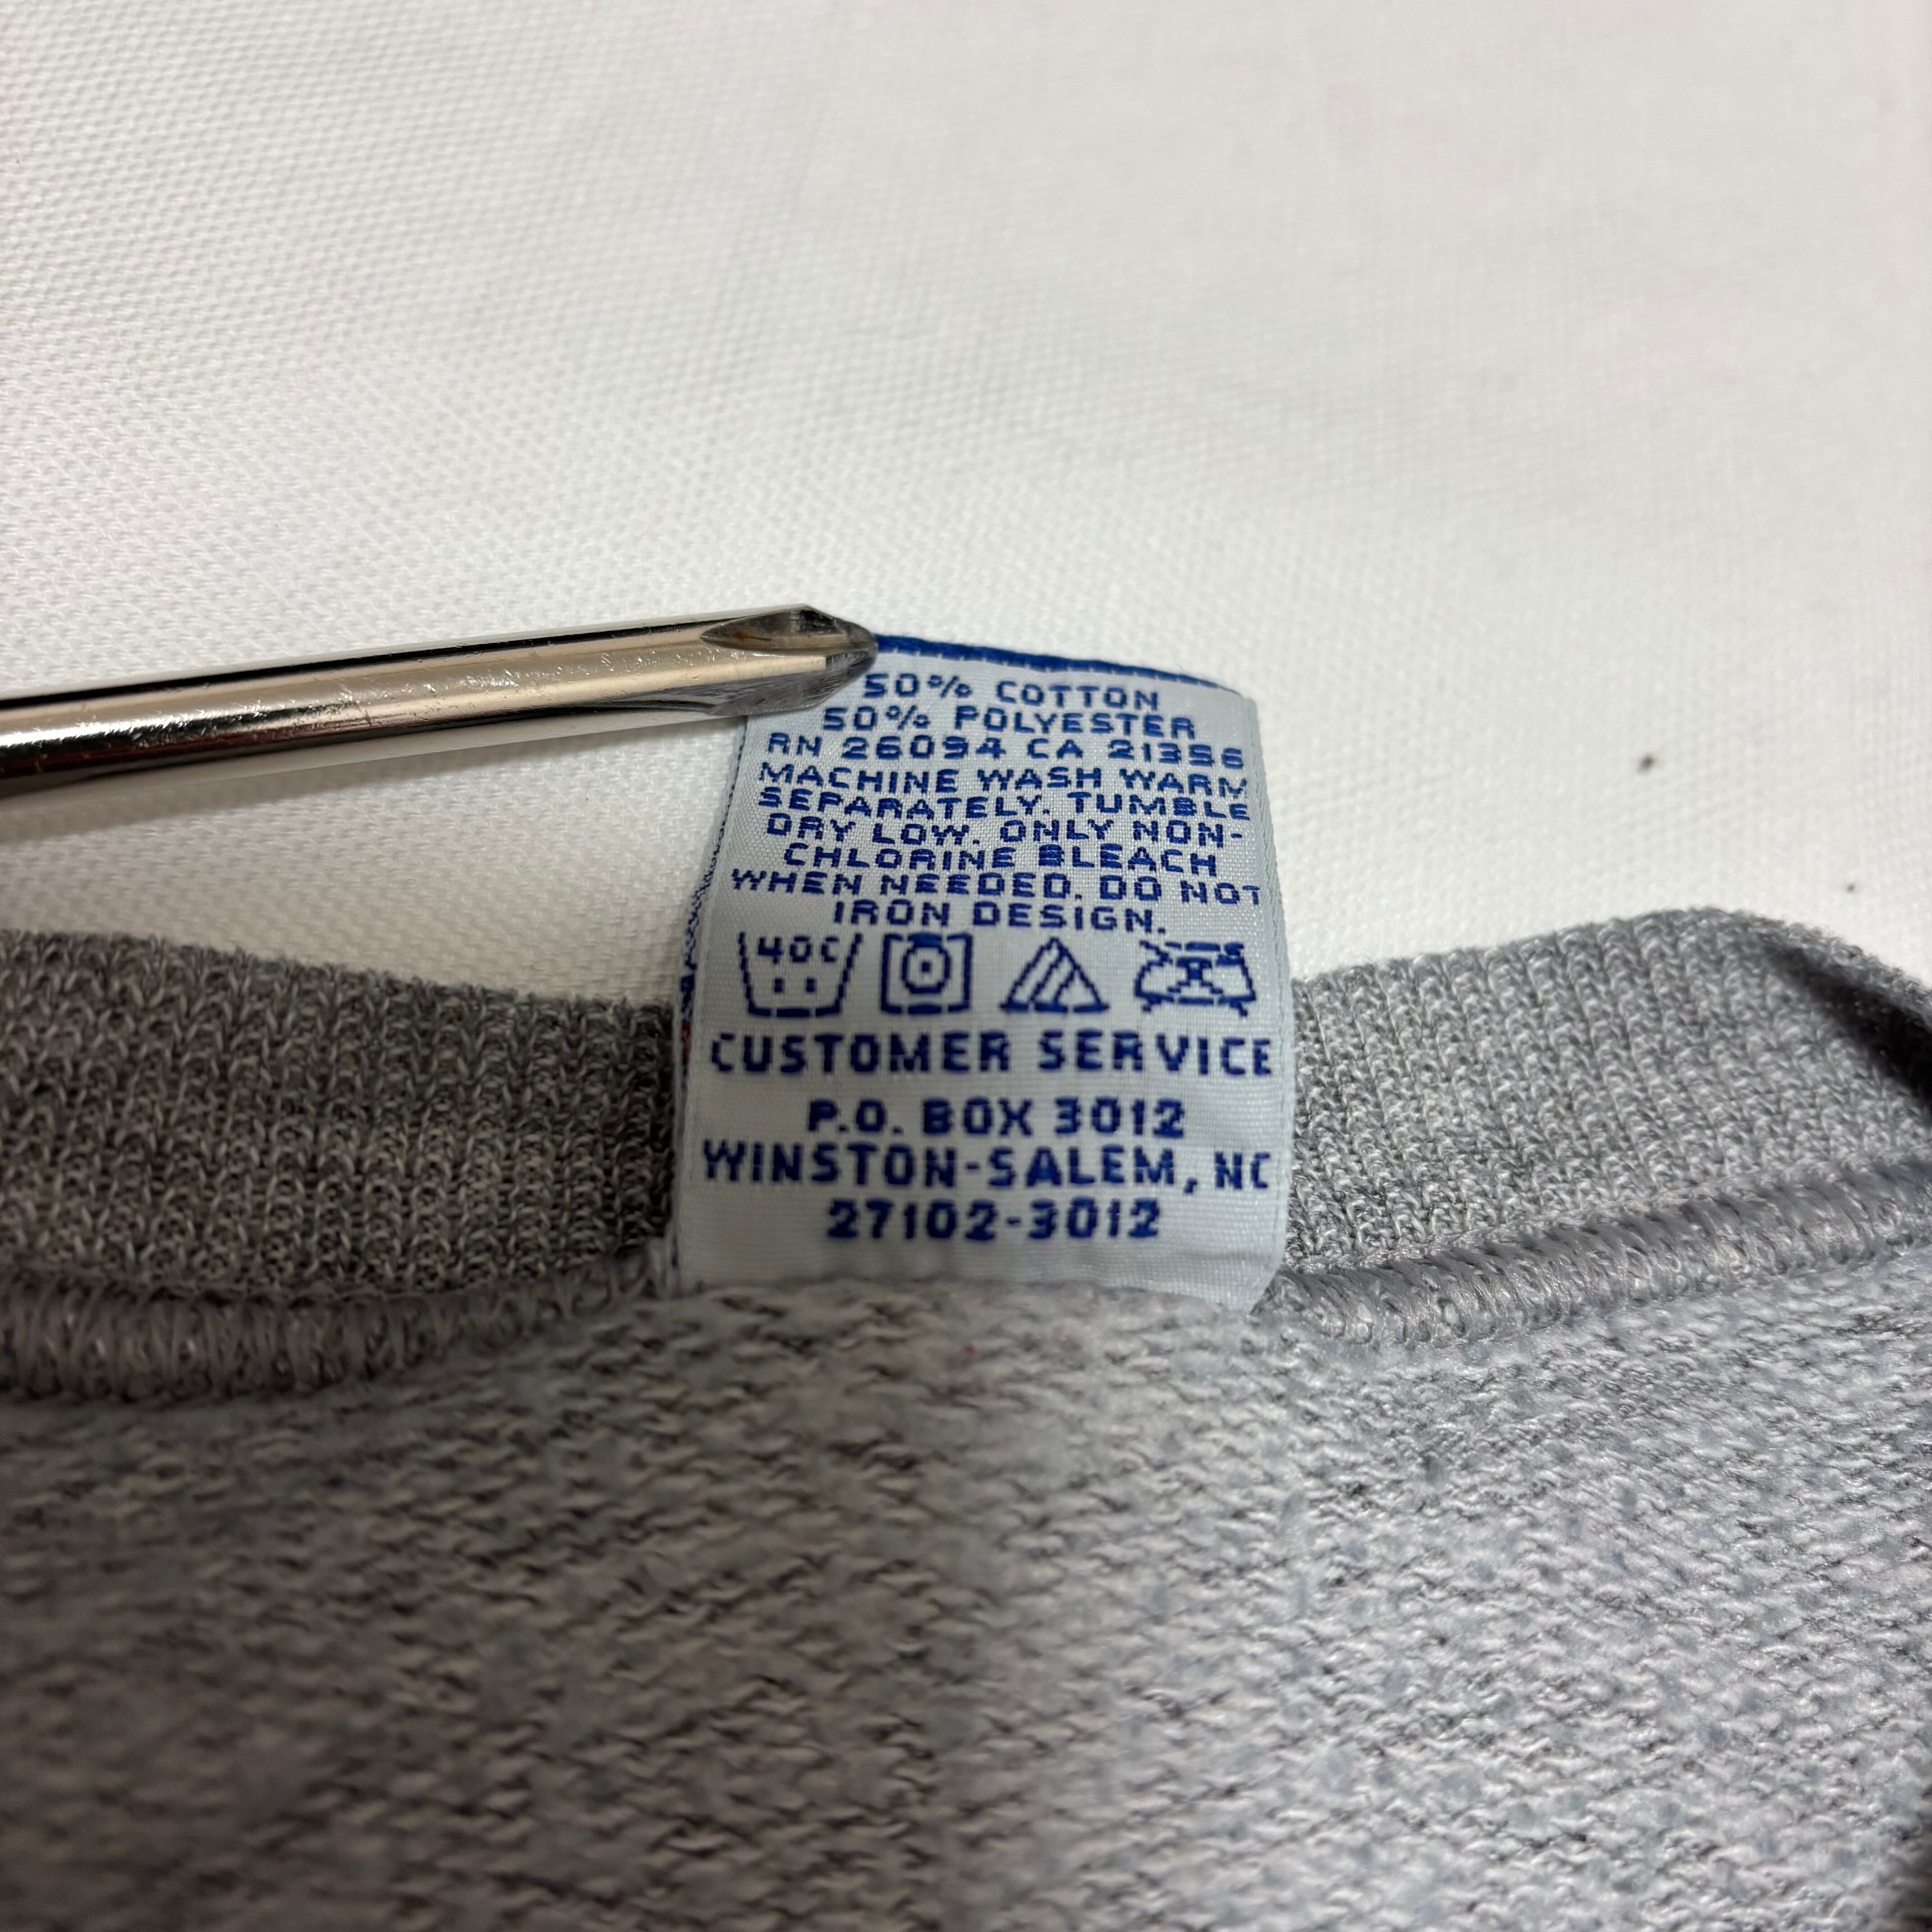 50% COTTON
50% POLYESTER
RN 26094 CA 21356
MACHINE WASH WARM
SEPARATELY. TUMBLE
DRY LOW. ONLY NON-
CHLORINE BLEACH
WHEN NEEDED. DO NOT
IRON DESIGN.
40C
CUSTOMER SERVICE
P.O. BOX 3012
WINSTON-SALEM, NC
27102-3012